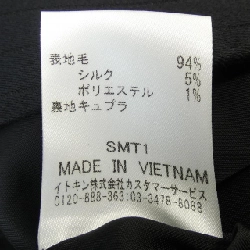 表地毛 94%
シルク 5%
ポリエステル 1%
裏地キュプラ
SMT1
MADE IN VIETNAM
イトキン株式会社カスタマーサービス
0120-888-363:03-3478-8088